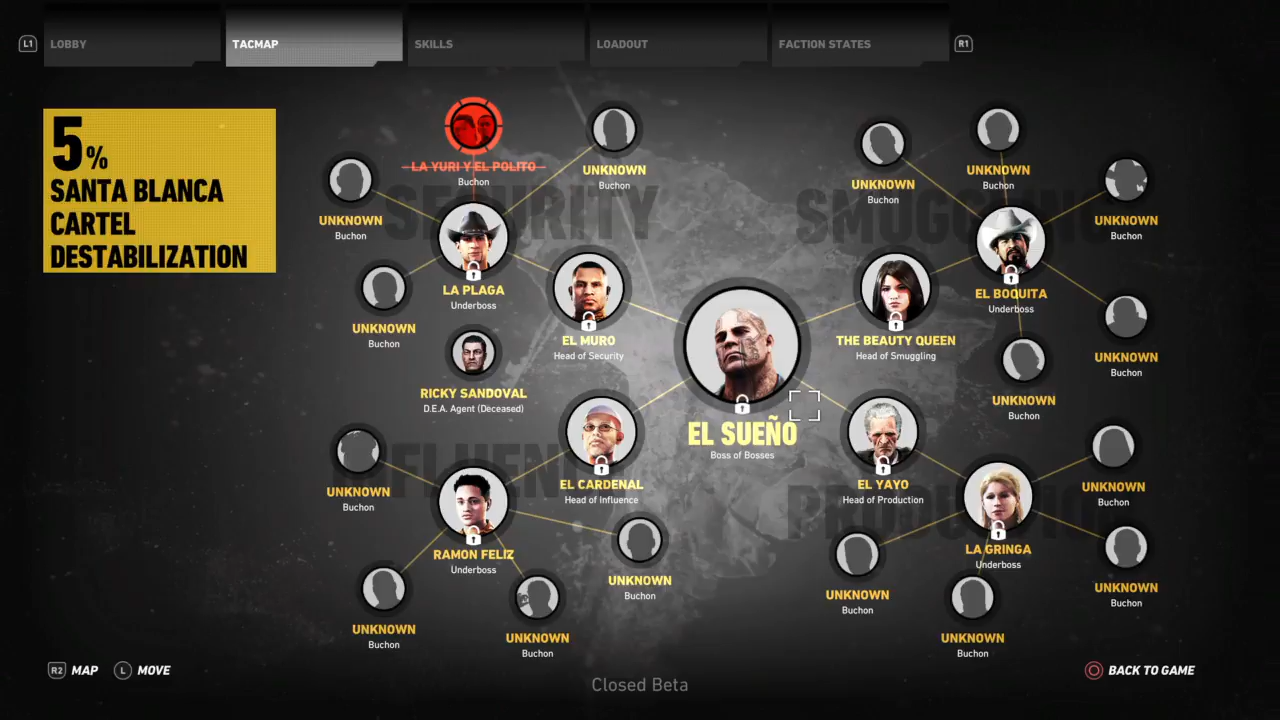 L1
LOBBY
TACMAP
SKILLS
LOADOUT
FACTION STATES
R1
5%
SANTA BLANCA
CARTEL
DESTABILIZATION
SECURITY
SMUGGLING
INFLUENCE
PRODUCTION
LA YURI Y EL POLITO
Buchon
UNKNOWN
Buchon
UNKNOWN
Buchon
UNKNOWN
Buchon
LA PLAGA
Underboss
EL MURO
Head of Security
RICKY SANDOVAL
D.E.A. Agent (Deceased)
UNKNOWN
Buchon
UNKNOWN
Buchon
UNKNOWN
Buchon
UNKNOWN
Buchon
UNKNOWN
Buchon
EL BOQUITA
Underboss
THE BEAUTY QUEEN
Head of Smuggling
EL SUEÑO
Boss of Bosses
EL CARDENAL
Head of Influence
RAMON FELIZ
Underboss
UNKNOWN
Buchon
UNKNOWN
Buchon
UNKNOWN
Buchon
UNKNOWN
Buchon
EL YAYO
Head of Production
LA GRINGA
Underboss
UNKNOWN
Buchon
UNKNOWN
Buchon
UNKNOWN
Buchon
UNKNOWN
Buchon
R2 MAP
L MOVE
BACK TO GAME
Closed Beta